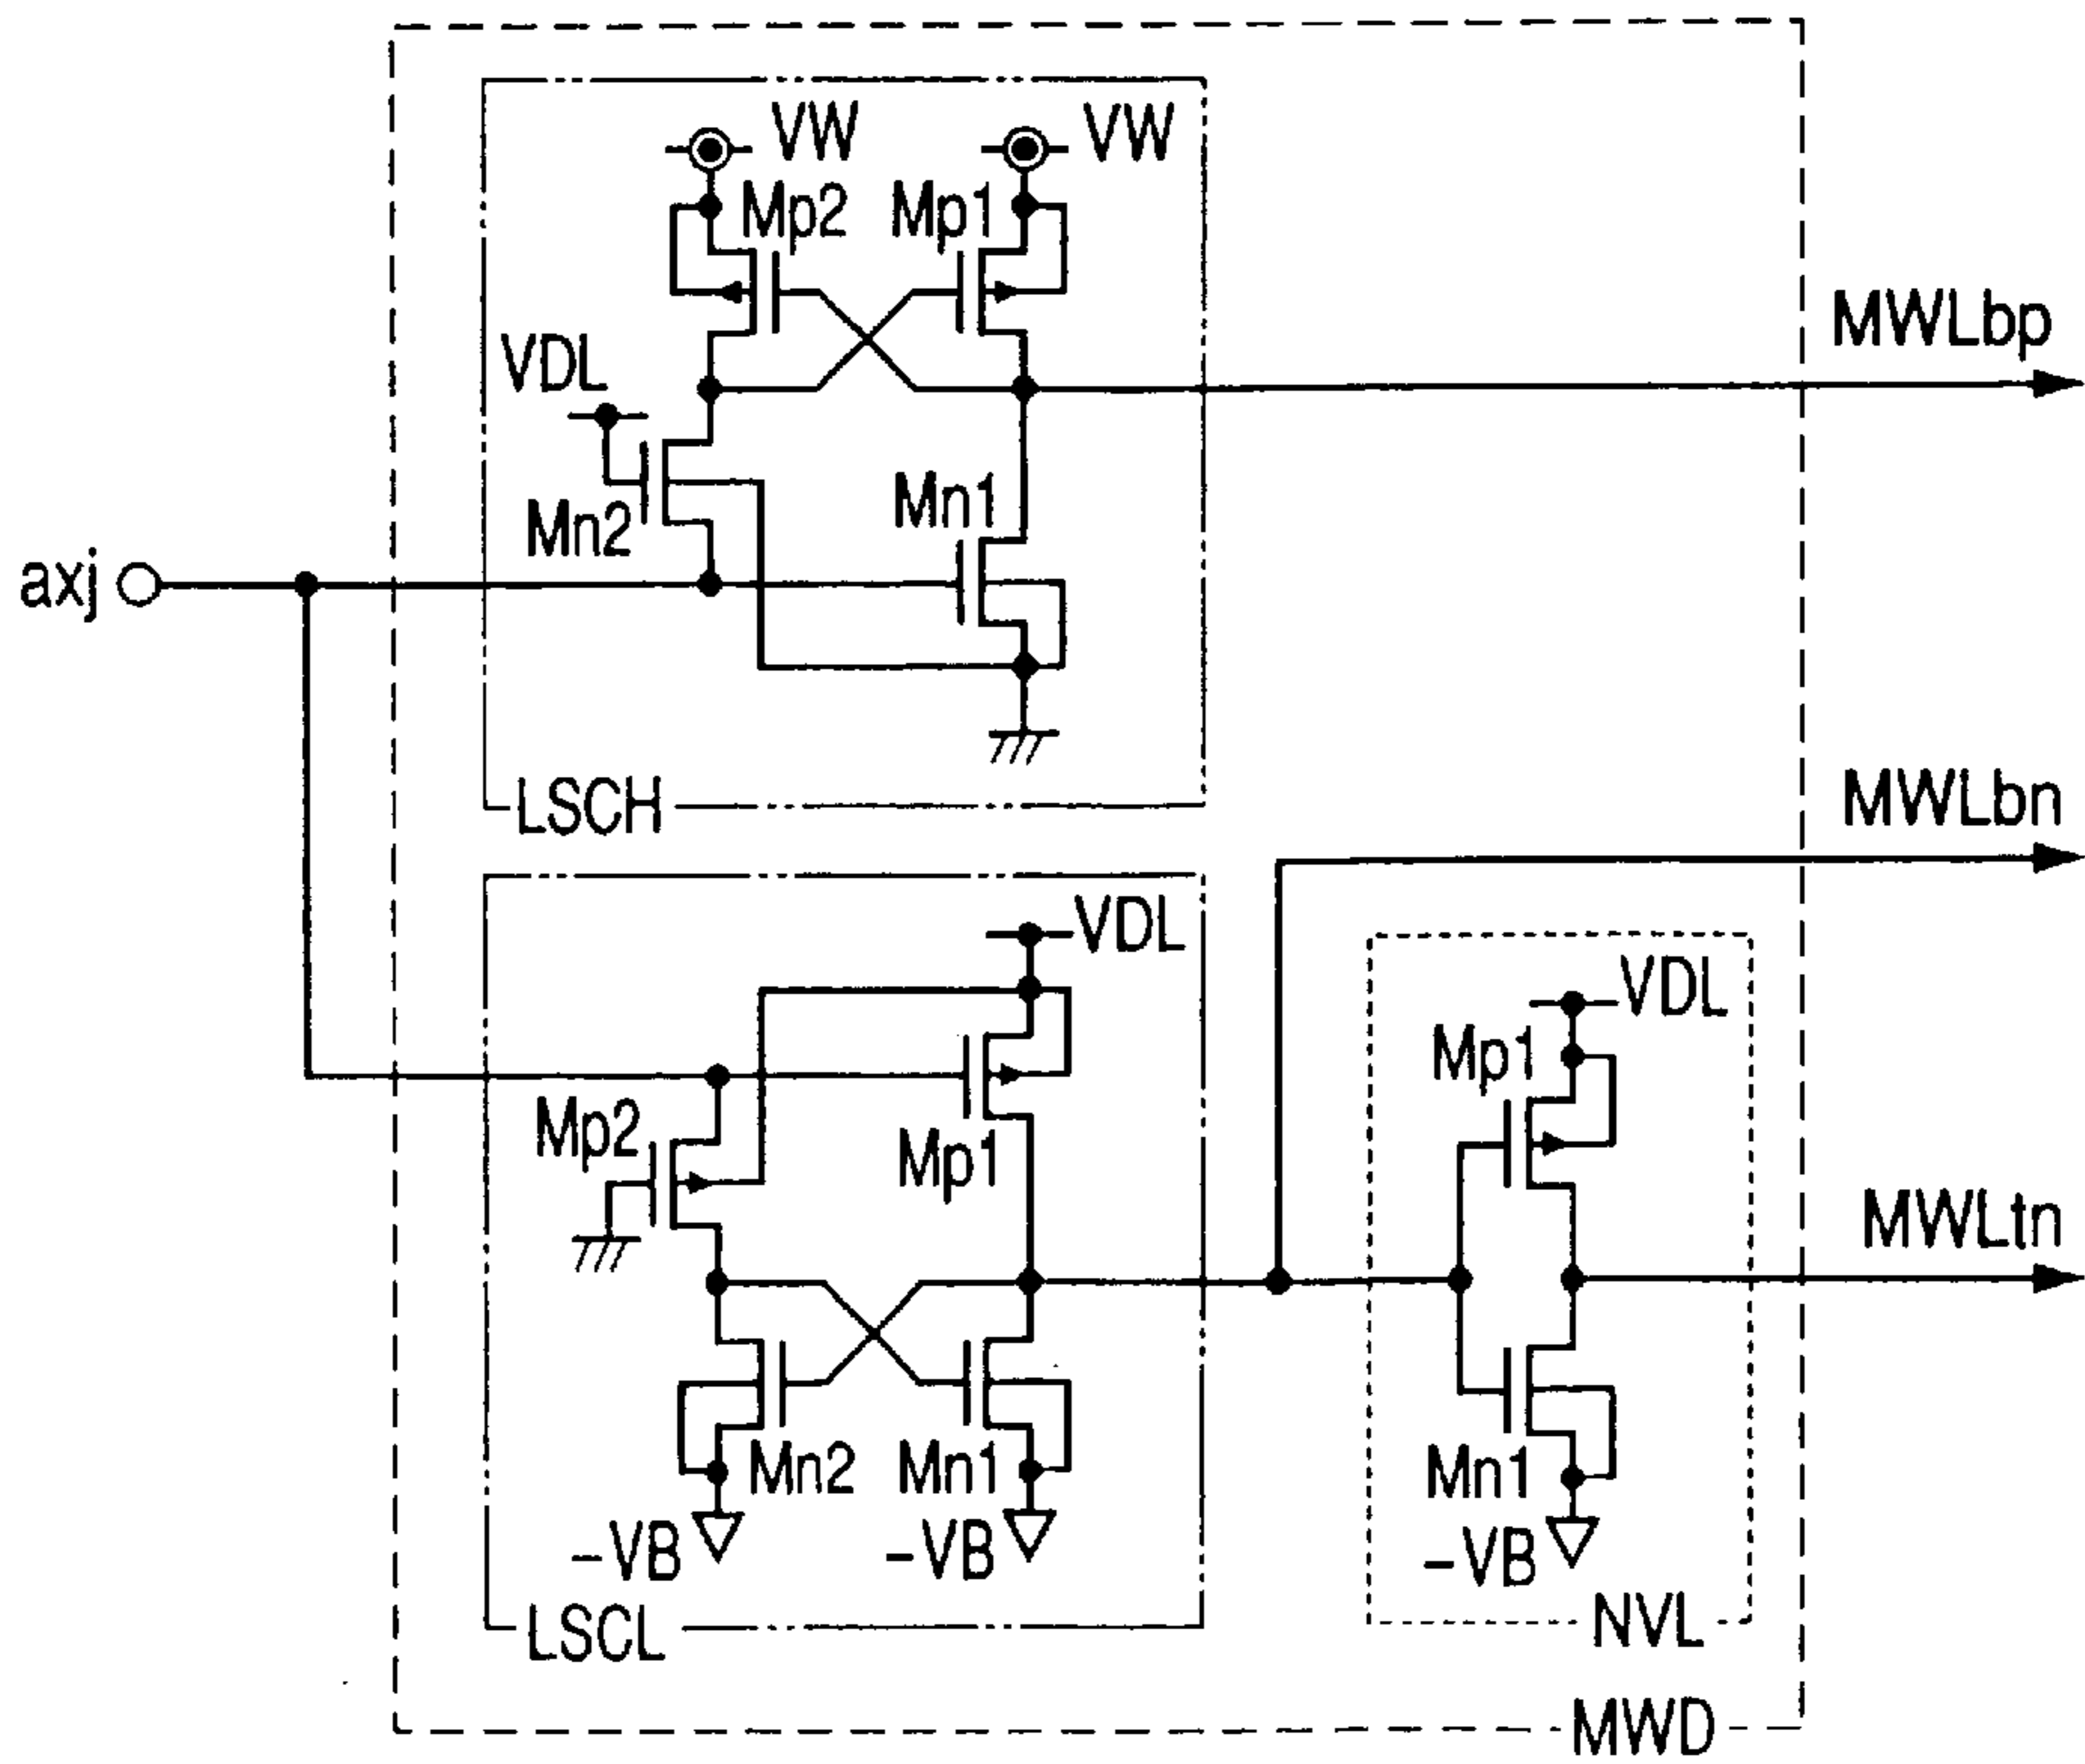 VW VW
Mp2 Mp1
MWLbp
VDL
Mn1
Mn2
axj
MWLbn
LSCH
VDL
VDL
Mp1
Mp2
Mp1
MWLtn
Mn2 Mn1
Mn1
-VB -VB
-VB
LSCL
NVL
MWD